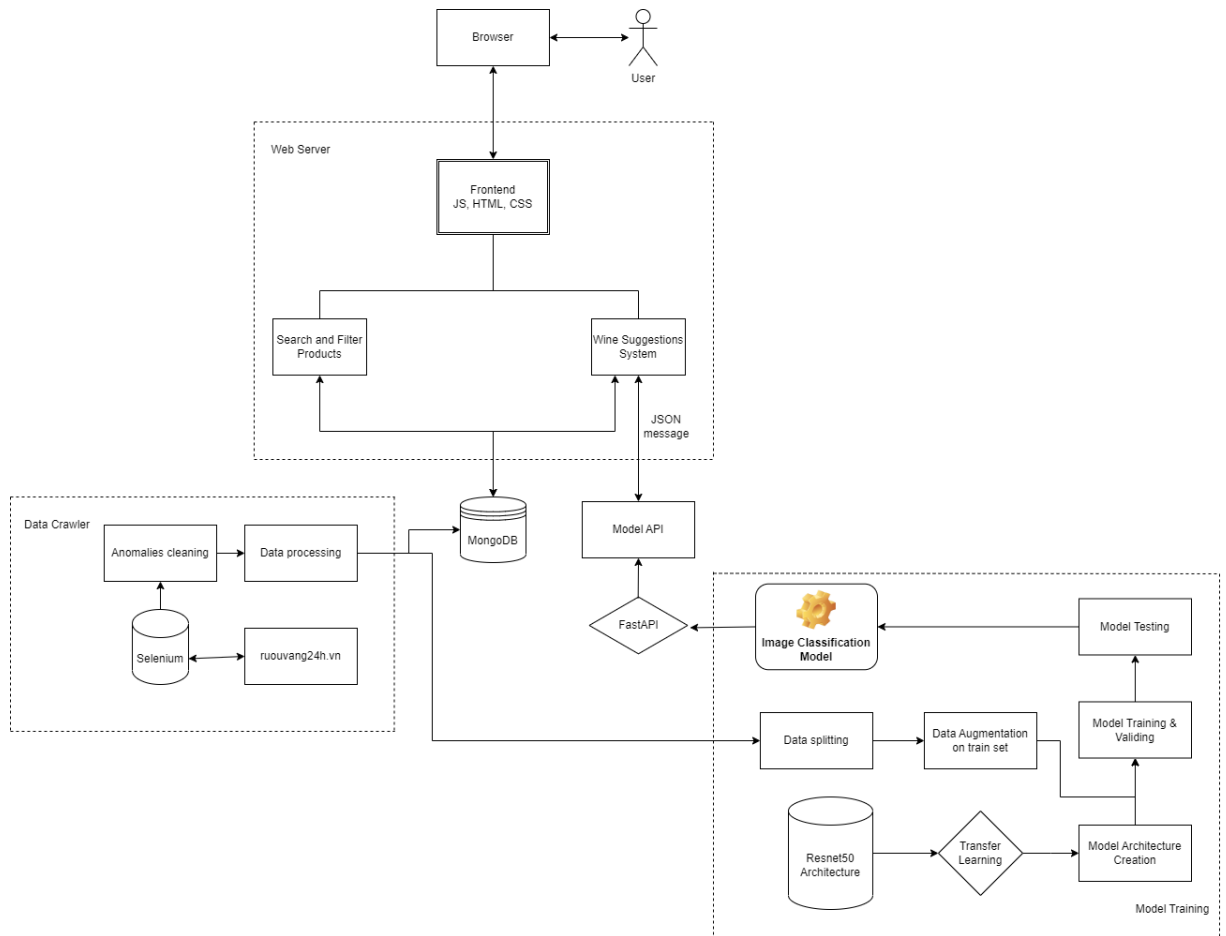 Browser
User
Web Server
Frontend
JS, HTML, CSS
Search and Filter
Products
Wine Suggestions
System
JSON
message
Data Crawler
Anomalies cleaning
Data processing
MongoDB
Model API
Selenium
ruouvang24h.vn
FastAPI
Image Classification
Model
Model Testing
Data splitting
Data Augmentation
on train set
Model Training &
Validing
Resnet50
Architecture
Transfer
Learning
Model Architecture
Creation
Model Training